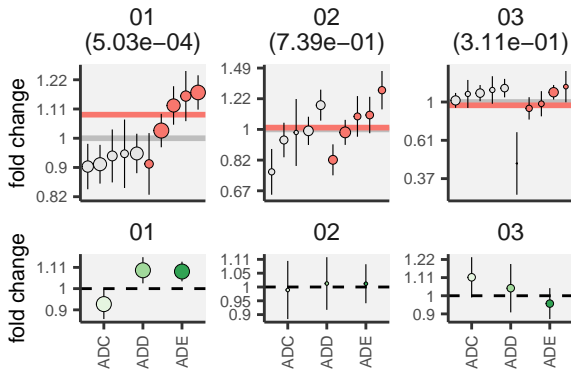 01
(5.03e−04)
02
(7.39e−01)
03
(3.11e−01)
fold change
1.22
1.11
1
0.9
0.82
1.49
1.22
1
0.82
0.67
1
0.61
0.37
01
02
03
fold change
1.11
1
0.9
1.11
1.05
1
0.95
0.9
1.22
1.11
1
0.9
ADC
ADD
ADE
ADC
ADD
ADE
ADC
ADD
ADE